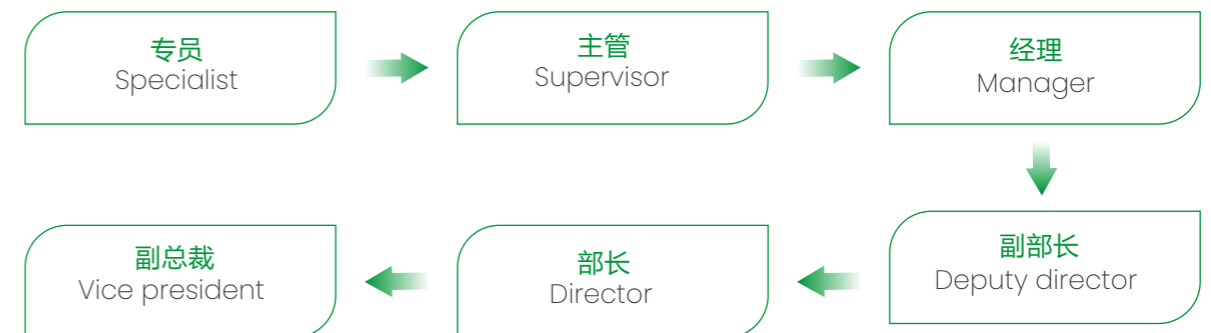 专员
Specialist
主管
Supervisor
经理
Manager
副部长
Deputy director
部长
Director
副总裁
Vice president